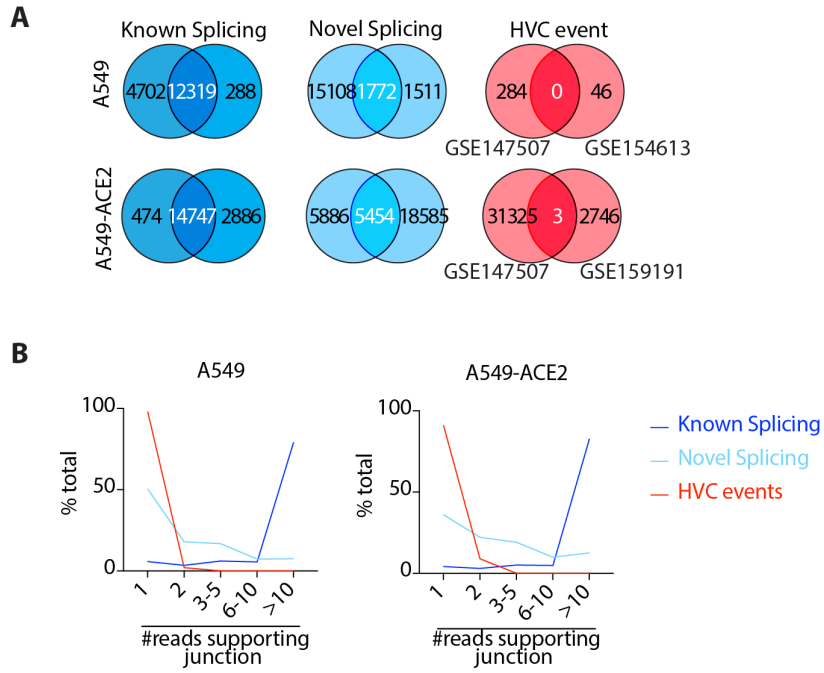 A
Known Splicing Novel Splicing HVC event
A549
4702 12319 288 15108 1772 1511 284 0 46
GSE147507 GSE154613
A549-ACE2
474 14747 2886 5886 5454 18585 31325 3 2746
GSE147507 GSE159191
B
A549 A549-ACE2
100
50
0
% total
1 2 3-5 6-10 >10
#reads supporting
junction
100
50
0
% total
1 2 3-5 6-10 >10
#reads supporting
junction
Known Splicing
Novel Splicing
HVC events